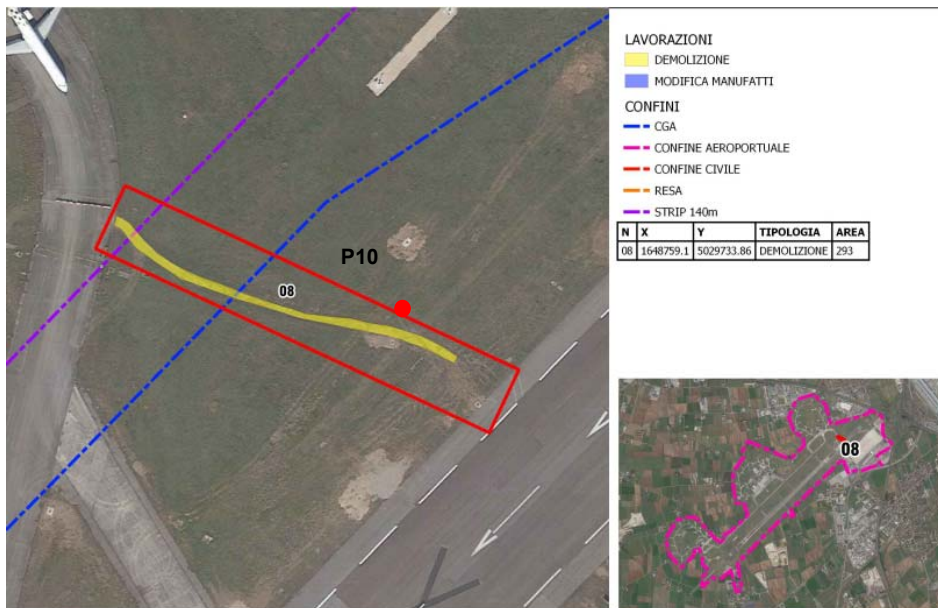 P10
08
LAVORAZIONI
DEMOLIZIONE
MODIFICA MANUFATTI
CONFINI
CGA
CONFINE AEROPORTUALE
CONFINE CIVILE
RESA
STRIP 140m
N X Y TIPOLOGIA AREA
08 1648759.1 5029733.86 DEMOLIZIONE 293
08